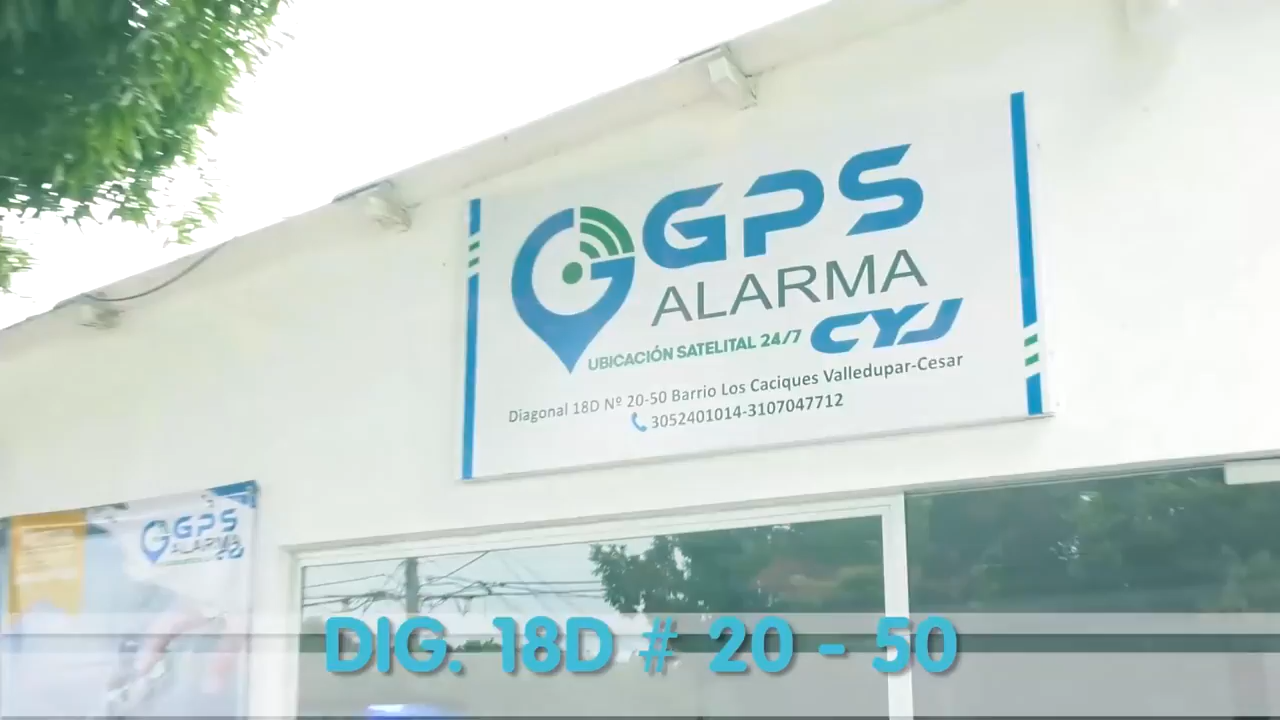 GPS
ALARMA
UBICACIÓN SATELITAL 24/7 CYJ
Diagonal 18D Nº 20-50 Barrio Los Caciques Valledupar-Cesar
3052401014-3107047712
GPS
ALARMA
CYJ
DIG. 18D # 20 - 50